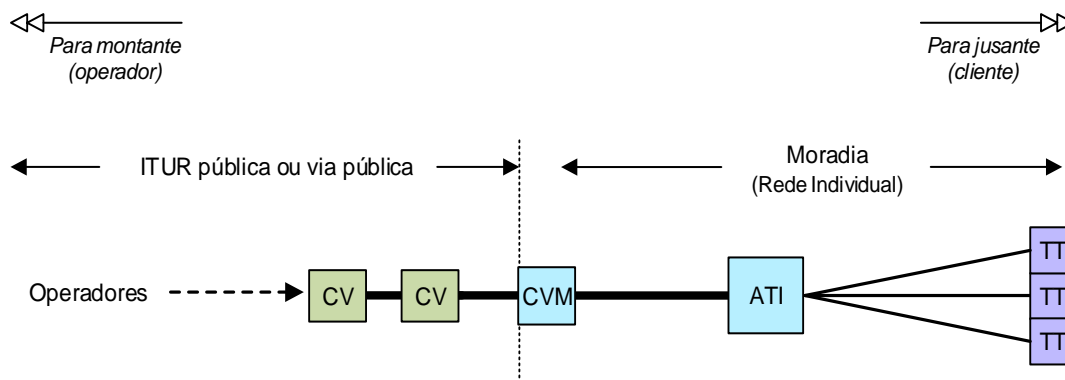 Para montante
(operador)
Para jusante
(cliente)
ITUR pública ou via pública
Moradia
(Rede Individual)
Operadores
CV
CV
CVM
ATI
TT
TT
TT